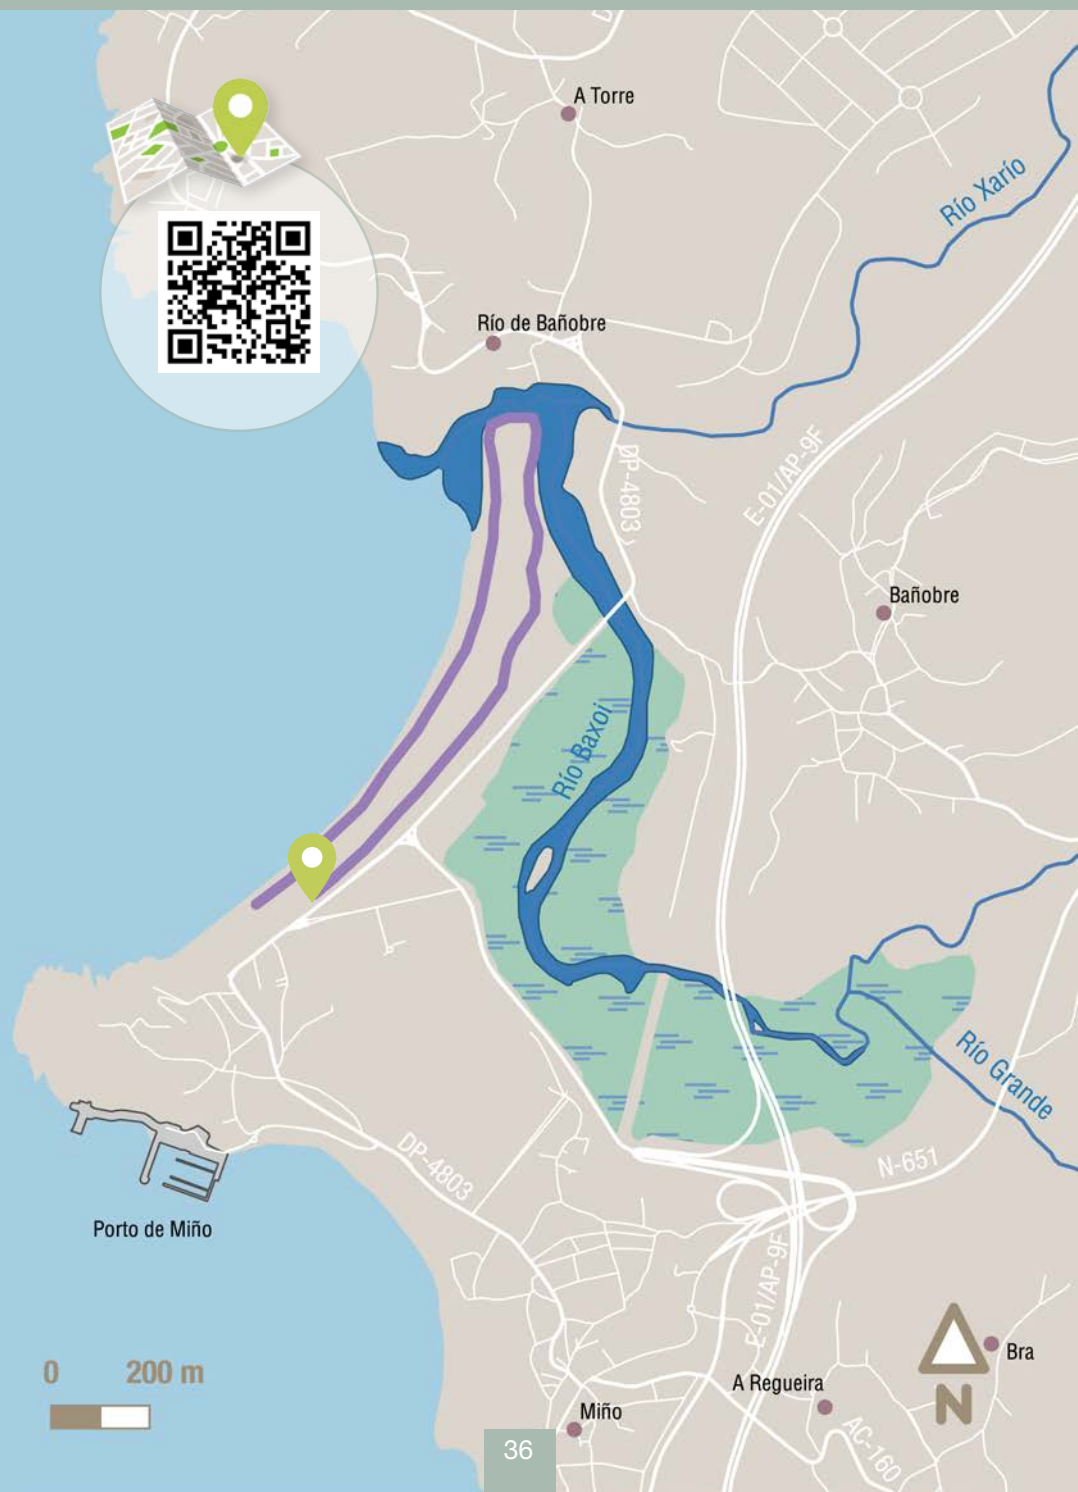 A Torre
Río Xarío
Río de Bañobre
DP-4803
E-01/AP-9F
Bañobre
Río Baxoi
Río Grande
DP-4803
N-651
Porto de Miño
E-01/AP-9F
0 200 m
Bra
A Regueira
N
Miño
AC-160
36